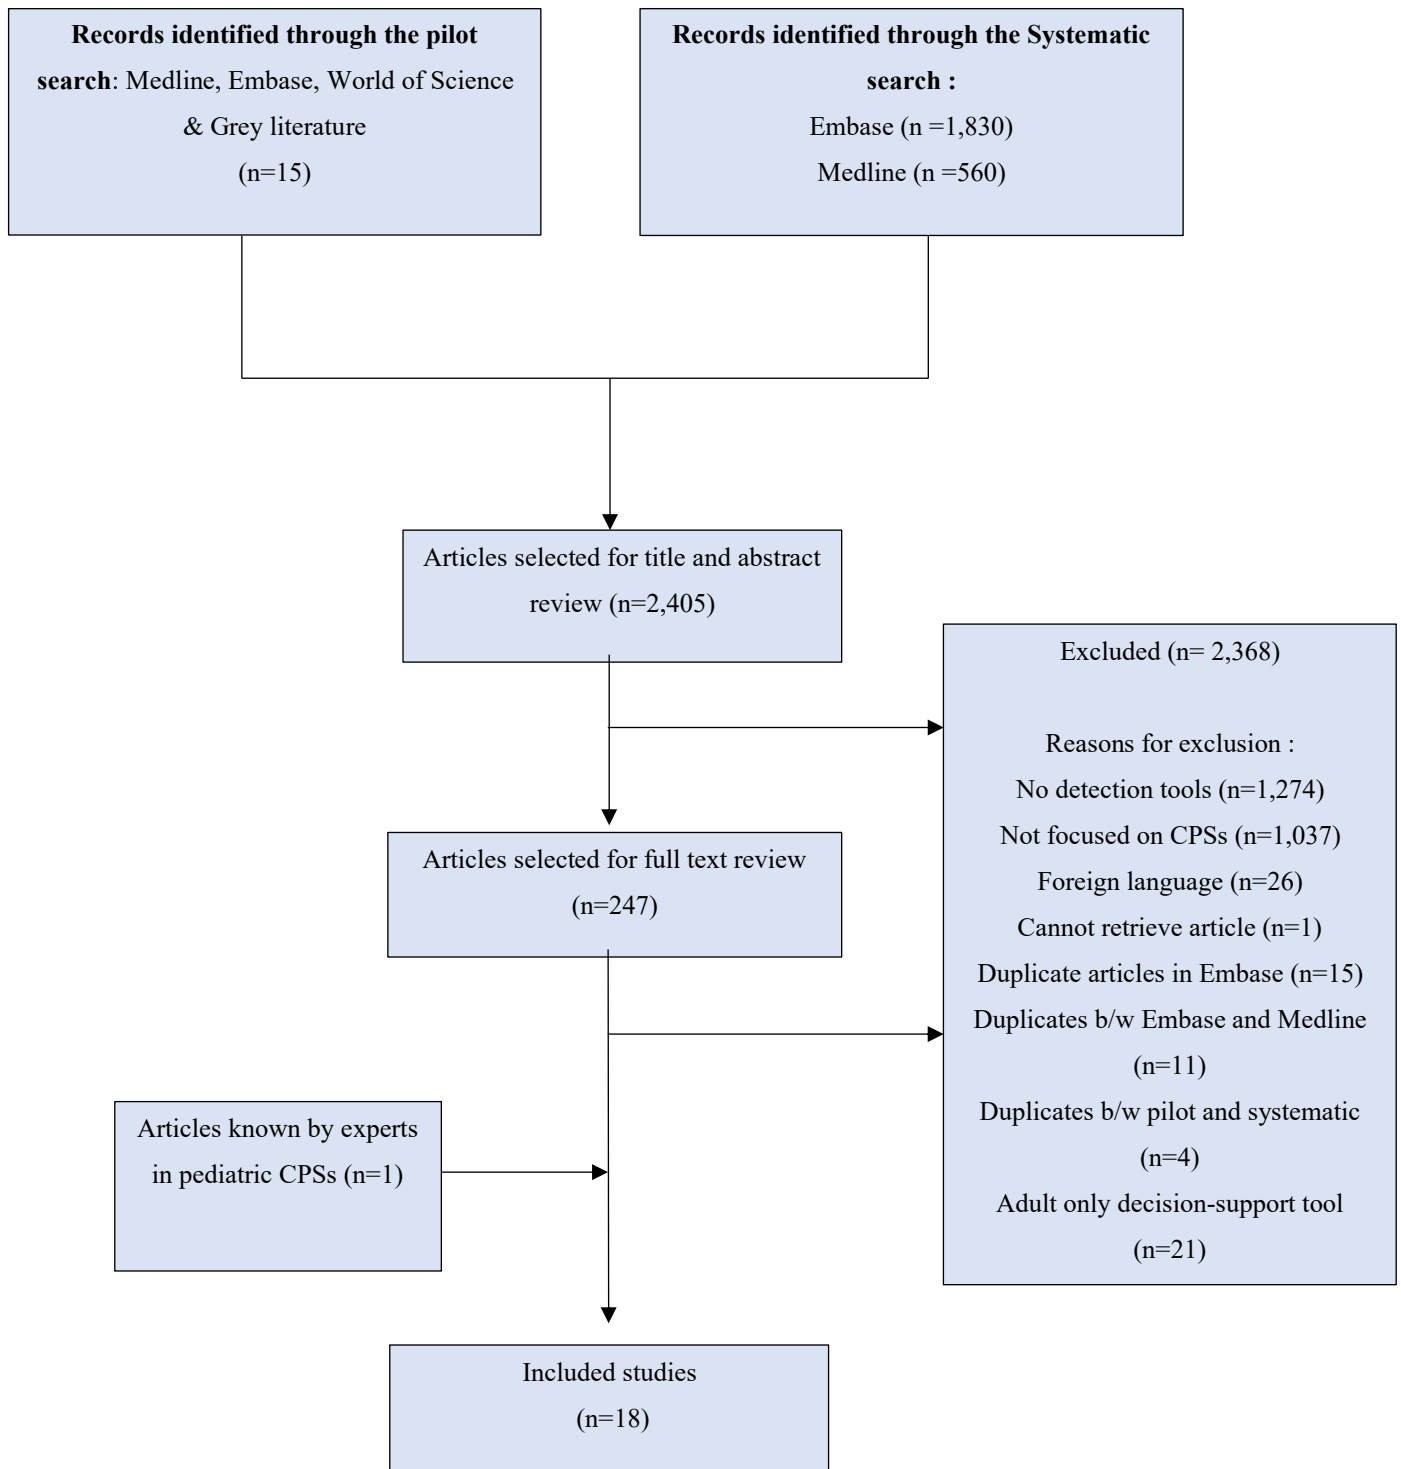 Records identified through the pilot
search: Medline, Embase, World of Science
& Grey literature
(n=15)
Records identified through the Systematic
search :
Embase (n =1,830)
Medline (n =560)
Articles selected for title and abstract
review (n=2,405)
Excluded (n= 2,368)
Reasons for exclusion :
No detection tools (n=1,274)
Not focused on CPSs (n=1,037)
Foreign language (n=26)
Cannot retrieve article (n=1)
Duplicate articles in Embase (n=15)
Duplicates b/w Embase and Medline
(n=11)
Duplicates b/w pilot and systematic
(n=4)
Adult only decision-support tool
(n=21)
Articles selected for full text review
(n=247)
Articles known by experts
in pediatric CPSs (n=1)
Included studies
(n=18)